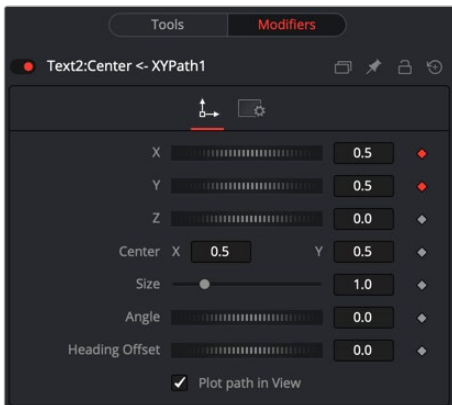 Tools Modifiers
Text2:Center <- XYPath1
X 0.5
Y 0.5
Z 0.0
Center X 0.5 Y 0.5
Size 1.0
Angle 0.0
Heading Offset 0.0
Plot path in View